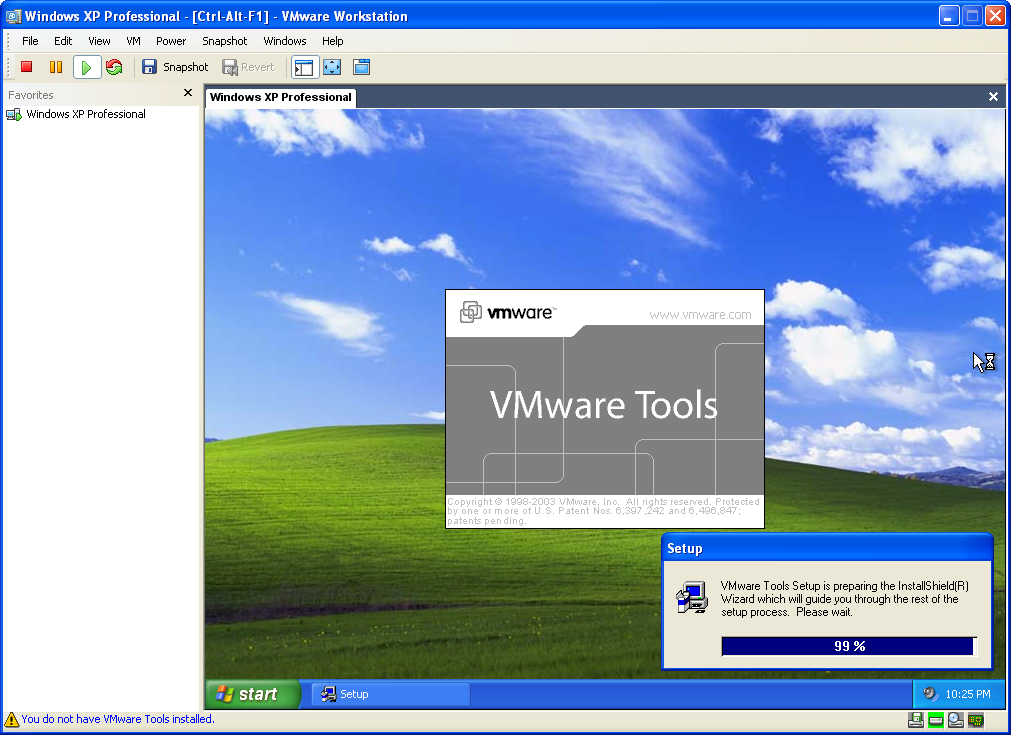 Windows XP Professional - [Ctrl-Alt-F1] - VMware Workstation
File Edit View VM Power Snapshot Windows Help
Snapshot Revert
Favorites
Windows XP Professional
Windows XP Professional
vmware™
www.vmware.com
VMware Tools
Copyright © 1998-2003 VMware, Inc. All rights reserved. Protected
by one or more of U.S. Patent Nos. 6,397,242 and 6,496,847;
patents pending.
Setup
VMware Tools Setup is preparing the InstallShield(R)
Wizard which will guide you through the rest of the
setup process. Please wait.
99 %
start
Setup
10:25 PM
You do not have VMware Tools installed.